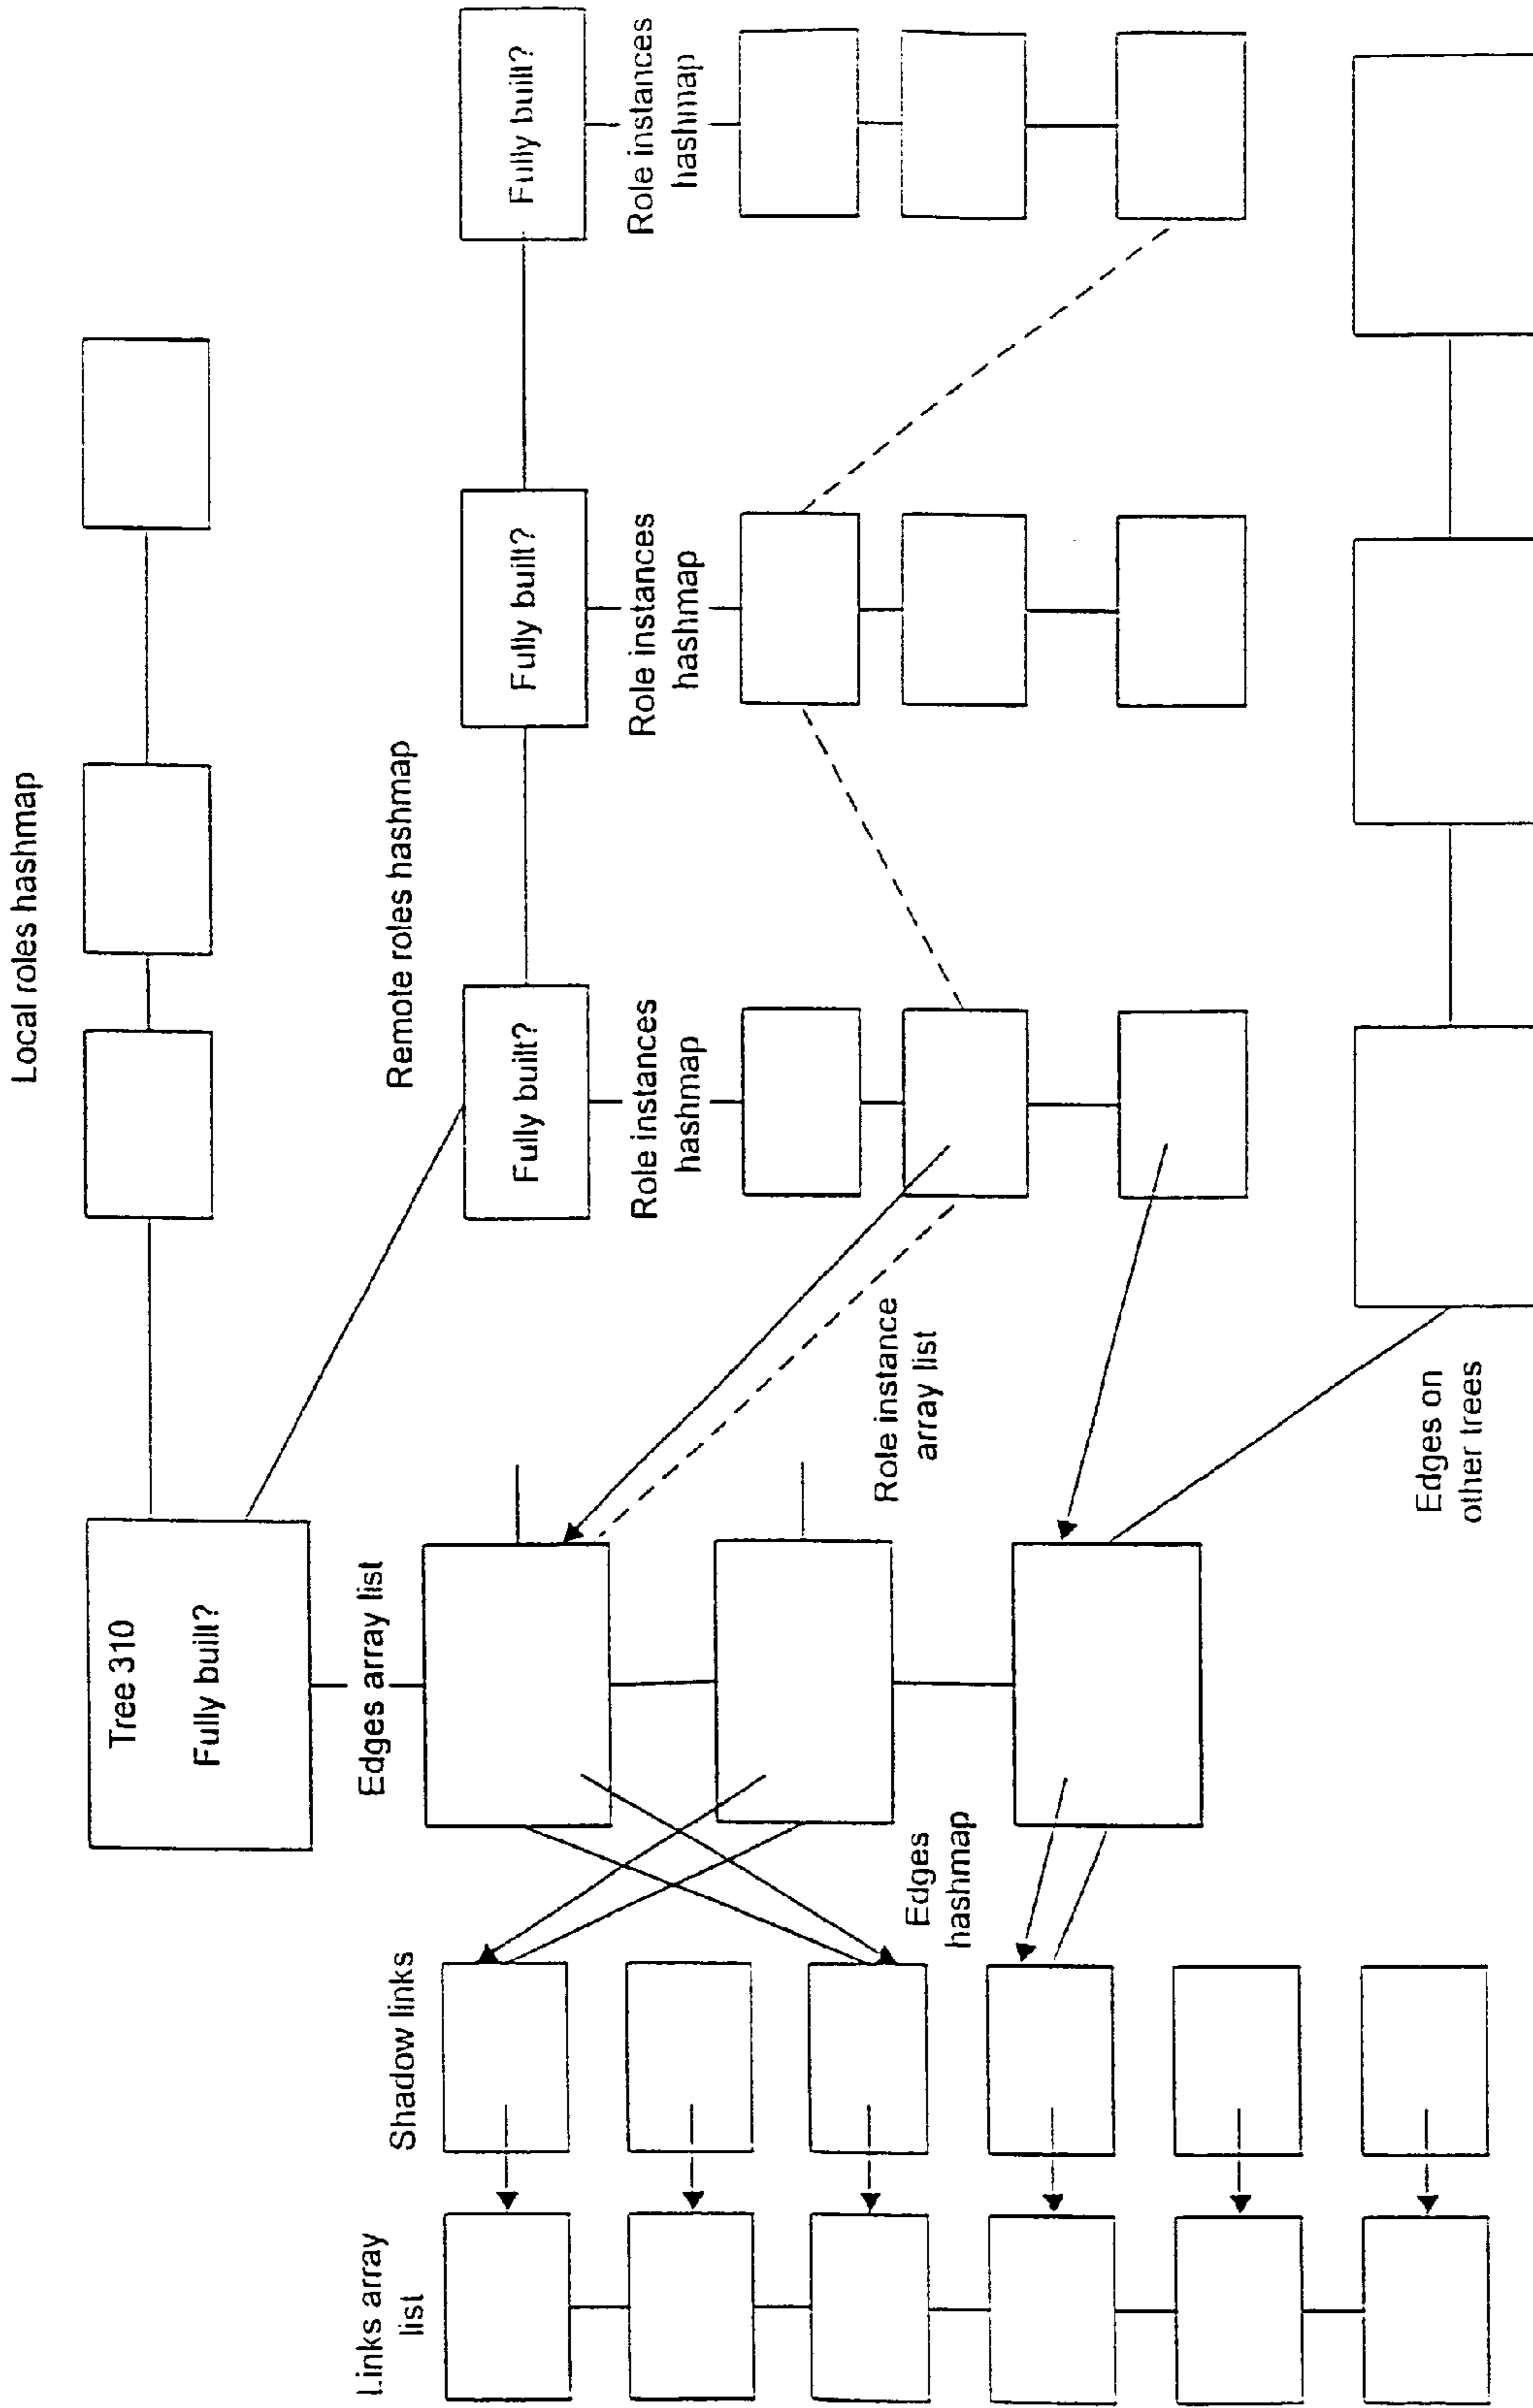 Local roles hashmap
Tree 310
Fully built?
Remote roles hashmap
Fully built?
Fully built?
Fully built?
Edges array list
Role instances
hashmap
Role instances
hashmap
Role instances
hashmap
Links array
list
Shadow links
Edges
hashmap
Role instance
array list
Edges on
other trees